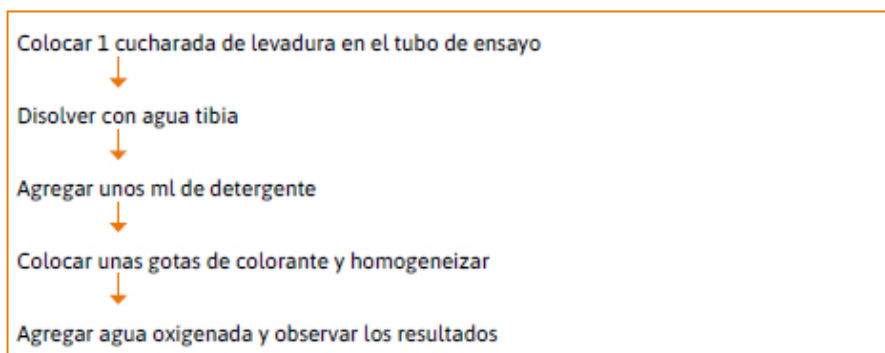 Colocar 1 cucharada de levadura en el tubo de ensayo
Disolver con agua tibia
Agregar unos ml de detergente
Colocar unas gotas de colorante y homogeneizar
Agregar agua oxigenada y observar los resultados